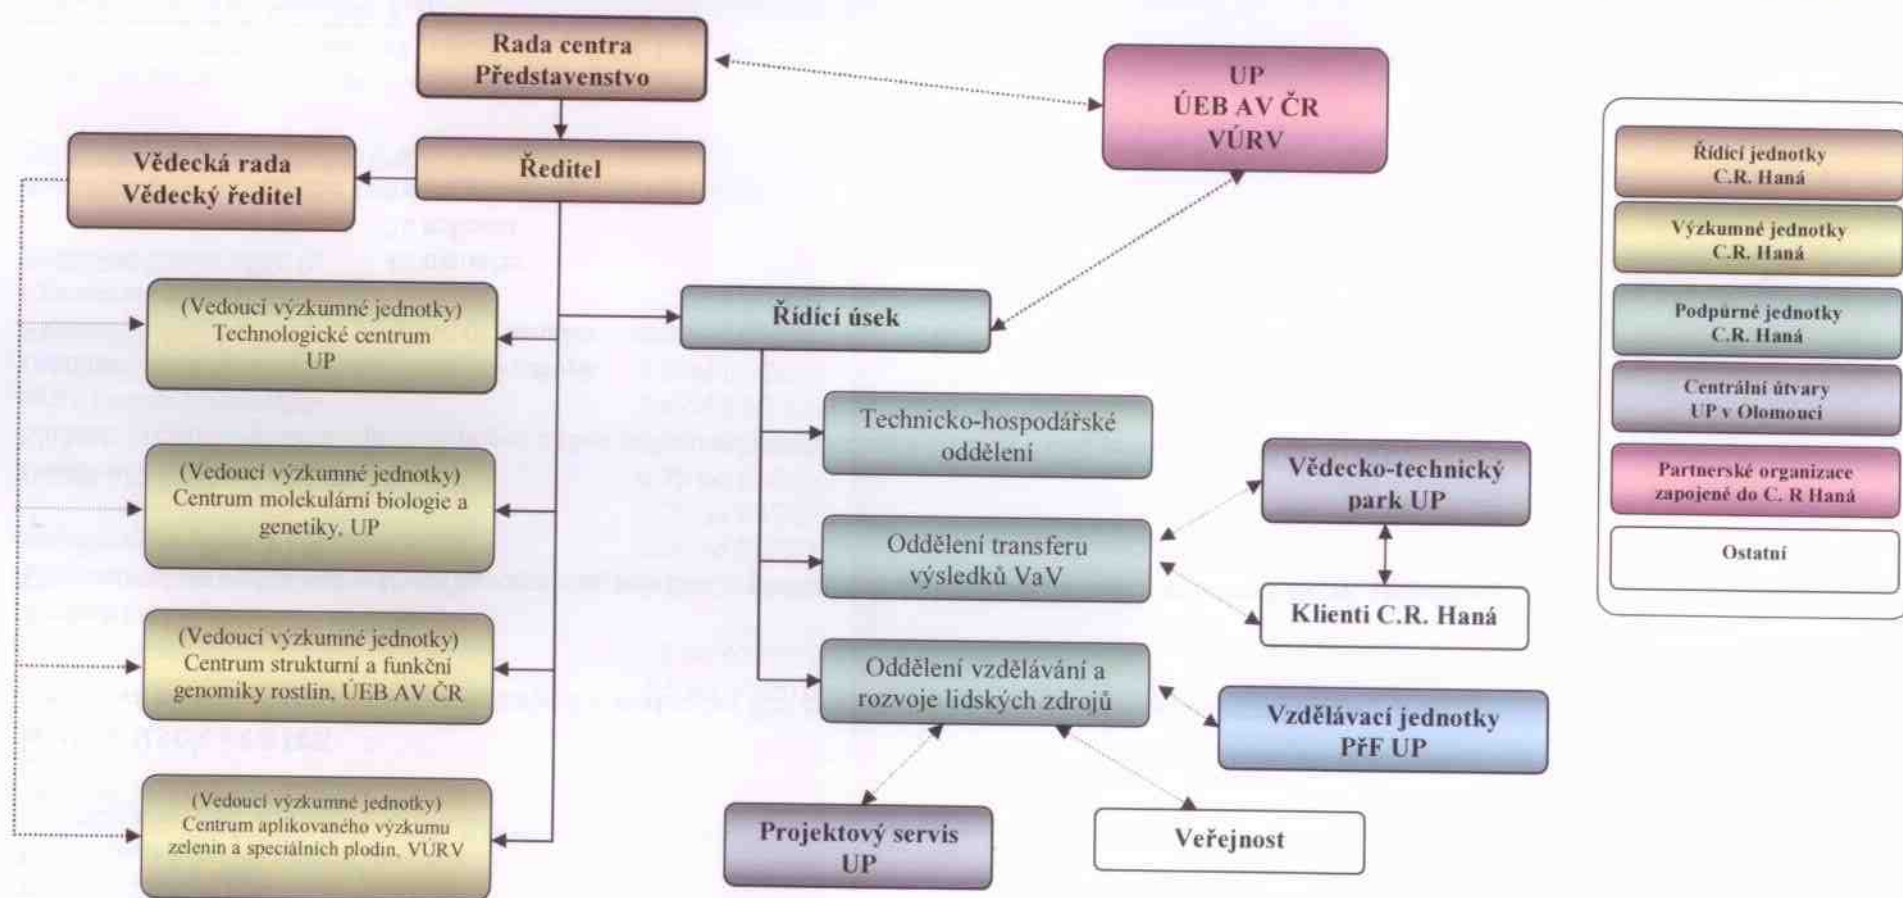 Rada centra
Představenstvo
UP
ÚEB AV ČR
VÚRV
Vědecká rada
Vědecký ředitel
Ředitel
(Vedoucí výzkumné jednotky)
Technologické centrum
UP
Řídící úsek
Technicko-hospodářské
oddělení
(Vedoucí výzkumné jednotky)
Centrum molekulární biologie a
genetiky, UP
Vědecko-technický
park UP
Oddělení transferu
výsledků VaV
Klienti C.R. Haná
(Vedoucí výzkumné jednotky)
Centrum strukturní a funkční
genomiky rostlin, ÚEB AV ČR
Oddělení vzdělávání a
rozvoje lidských zdrojů
Vzdělávací jednotky
PřF UP
(Vedoucí výzkumné jednotky)
Centrum aplikovaného výzkumu
zelenin a speciálních plodin, VÚRV
Projektový servis
UP
Veřejnost
Řídící jednotky
C.R. Haná
Výzkumné jednotky
C.R. Haná
Podpůrné jednotky
C.R. Haná
Centrální útvary
UP v Olomouci
Partnerské organizace
zapojené do C. R Haná
Ostatní